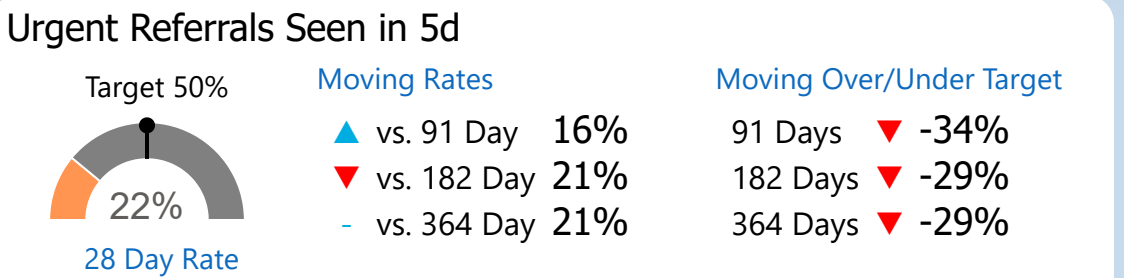 Urgent Referrals Seen in 5d
Target 50%
22%
28 Day Rate
Moving Rates
▲ vs. 91 Day 16%
▼ vs. 182 Day 21%
- vs. 364 Day 21%
Moving Over/Under Target
91 Days ▼ -34%
182 Days ▼ -29%
364 Days ▼ -29%